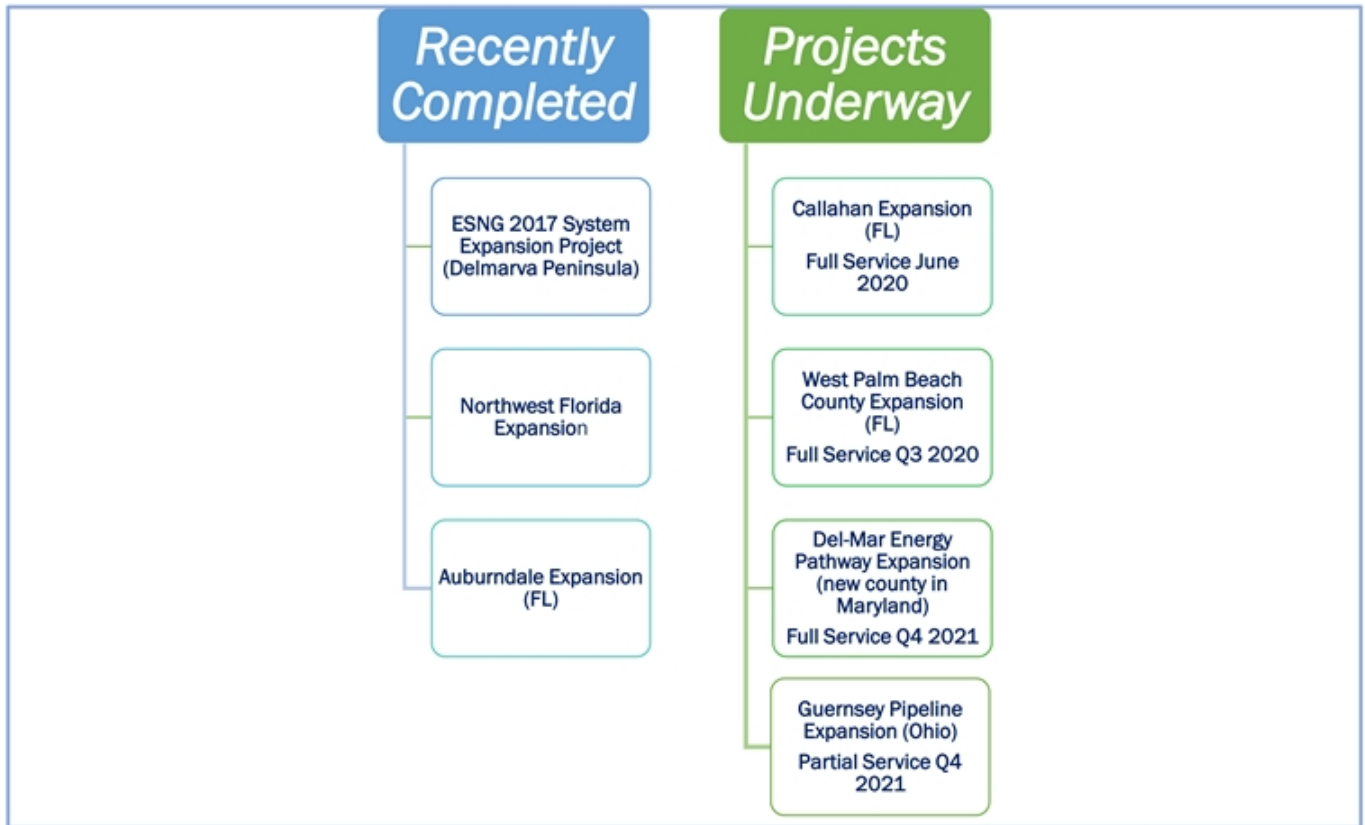 Recently
Completed
ESNG 2017 System
Expansion Project
(Delmarva Peninsula)
Northwest Florida
Expansion
Auburndale Expansion
(FL)
Projects
Underway
Callahan Expansion
(FL)
Full Service June
2020
West Palm Beach
County Expansion
(FL)
Full Service Q3 2020
Del-Mar Energy
Pathway Expansion
(new county in
Maryland)
Full Service Q4 2021
Guernsey Pipeline
Expansion (Ohio)
Partial Service Q4
2021